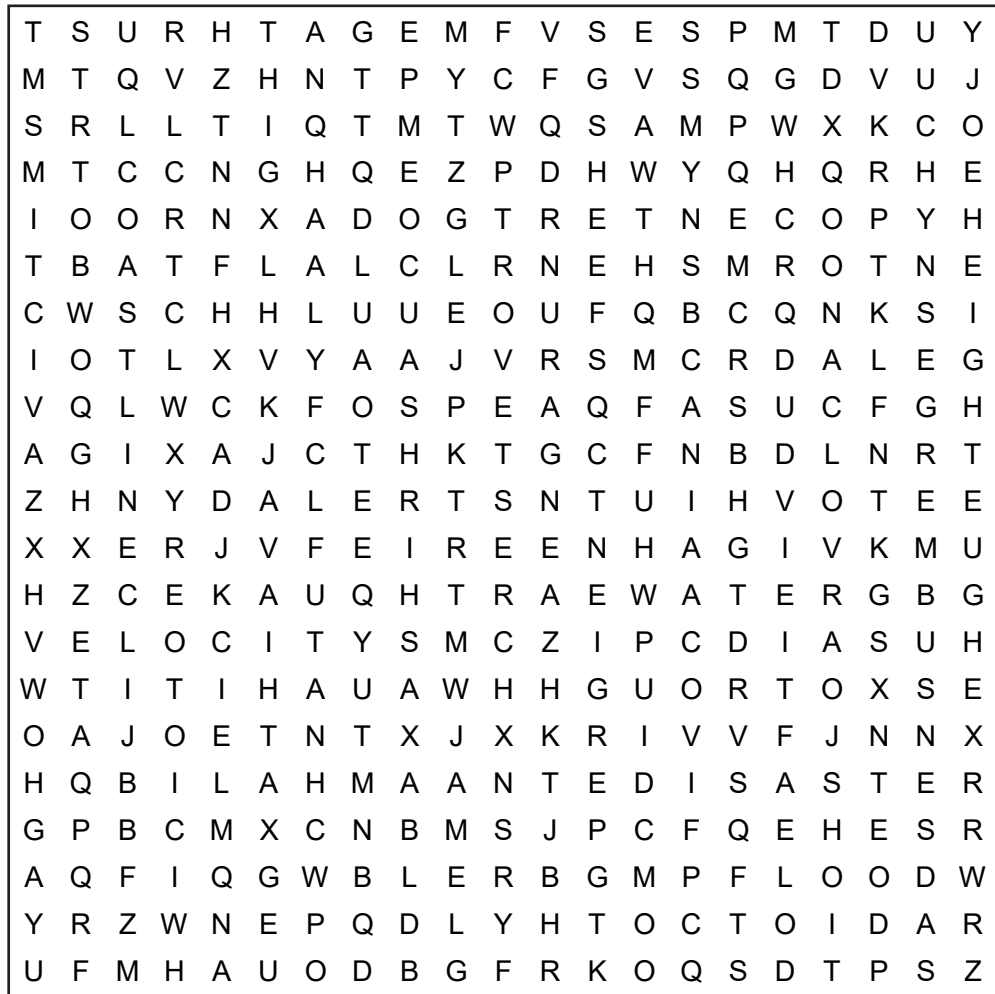 T S U R H T A G E M F V S E S P M T D U Y
M T Q V Z H N T P Y C F G V S Q G D V U J
S R L L T I Q T M T W Q S A M P W X K C O
M T C C N G H Q E Z P D H W Y Q H Q R H E
I O O R N X A D O G T R E T N E C O P Y H
T B A T F L A L C L R N E H S M R O T N E
C W S C H H L U U E O U F Q B C Q N K S I
I O T L X V Y A A J V R S M C R D A L E G
V Q L W C K F O S P E A Q F A S U C F G H
A G I X A J C T H K T G C F N B D L N R T
Z H N Y D A L E R T S N T U I H V O T E E
X X E R J V F E I R E E N H A G I V K M U
H Z C E K A U Q H T R A E W A T E R G B G
V E L O C I T Y S M C Z I P C D I A S U H
W T I T I H A U A W H H G U O R T O X S E
O A J O E T N T X J X K R I V V F J N N X
H Q B I L A H M A A N T E D I S A S T E R
G P B C M X C N B M S J P C F Q E H E S R
A Q F I Q G W B L E R B G M P F L O O D W
Y R Z W N E P Q D L Y H T O C T O I D A R
U F M H A U O D B G F R K O Q S D T P S Z